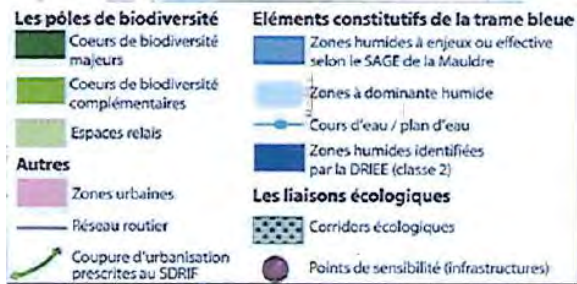 Les pôles de biodiversité
Coeurs de biodiversité
majeurs
Coeurs de biodiversité
complémentaires
Espaces relais
Autres
Zones urbaines
Réseau routier
Coupure d'urbanisation
prescrites au SDRIF
Eléments constitutifs de la trame bleue
Zones humides à enjeux ou effective
selon le SAGE de la Mauldre
Zones à dominante humide
Cours d'eau / plan d'eau
Zones humides identifiées
par la DRIEE (classe 2)
Les liaisons écologiques
Corridors écologiques
Points de sensibilité (infrastructures)